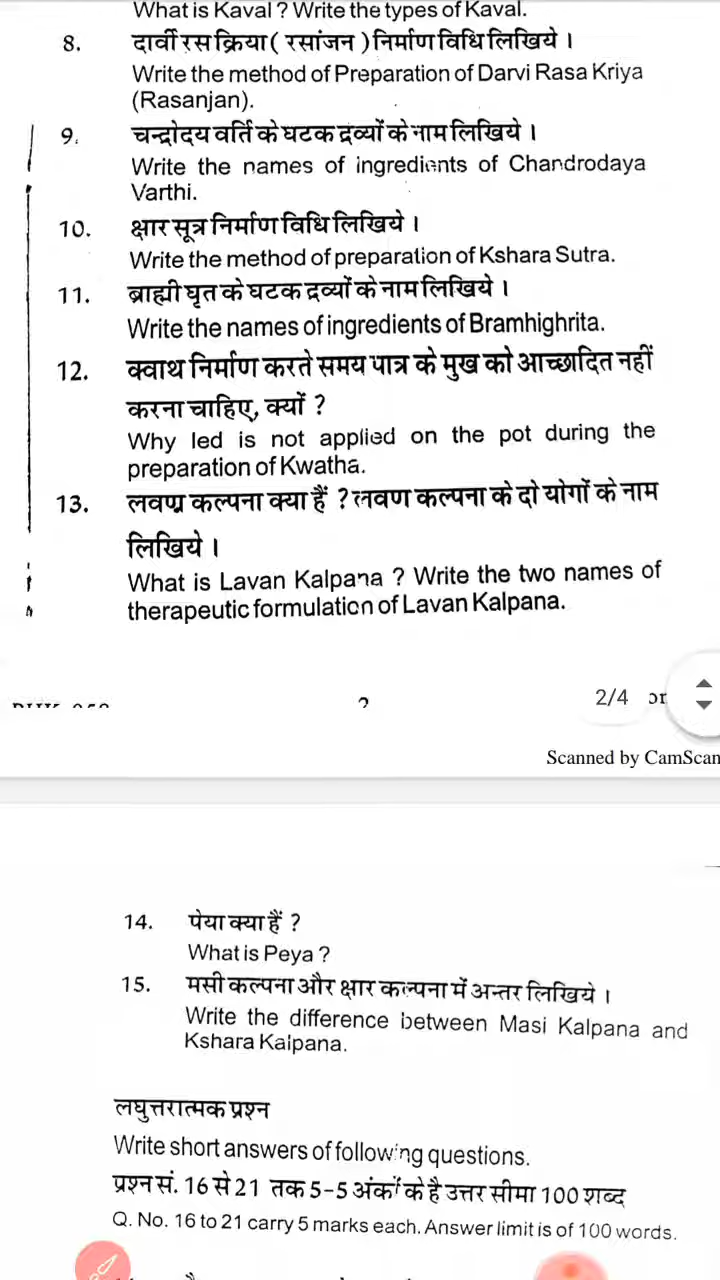 What is Kaval ? Write the types of Kaval.
8. दार्वी रस क्रिया ( रसांजन ) निर्माण विधि लिखिये ।
Write the method of Preparation of Darvi Rasa Kriya
(Rasanjan).
9. चन्द्रोदय वर्ति के घटक द्रव्यों के नाम लिखिये ।
Write the names of ingredients of Chandrodaya
Varthi.
10. क्षार सूत्र निर्माण विधि लिखिये ।
Write the method of preparation of Kshara Sutra.
11. ब्राह्मी घृत के घटक द्रव्यों के नाम लिखिये ।
Write the names of ingredients of Bramhighrita.
12. क्वाथ निर्माण करते समय पात्र के मुख को आच्छादित नहीं
करना चाहिए, क्यों ?
Why led is not applied on the pot during the
preparation of Kwatha.
13. लवण कल्पना क्या हैं ? लवण कल्पना के दो योगों के नाम
लिखिये ।
What is Lavan Kalpana ? Write the two names of
therapeutic formulation of Lavan Kalpana.
2/4
Scanned by CamScan
14. पेया क्या हैं ?
What is Peya ?
15. मसी कल्पना और क्षार कल्पना में अन्तर लिखिये ।
Write the difference between Masi Kalpana and
Kshara Kalpana.
लघुत्तरात्मक प्रश्न
Write short answers of following questions.
प्रश्न सं. 16 से 21 तक 5-5 अंकों के है उत्तर सीमा 100 शब्द
Q. No. 16 to 21 carry 5 marks each. Answer limit is of 100 words.